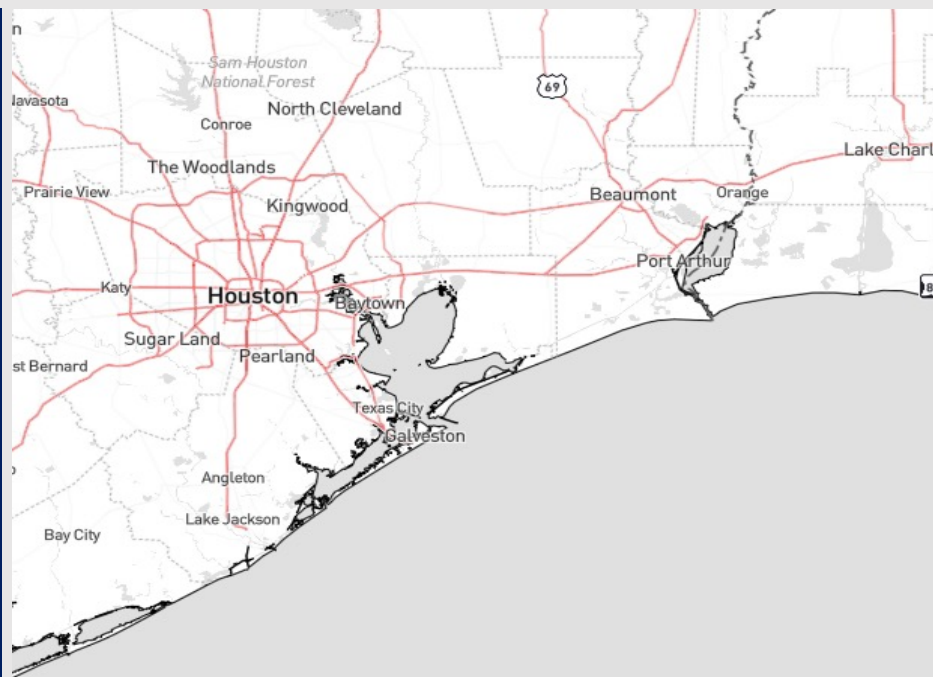 n
Sam Houston
National Forest
69
Navasota
North Cleveland
Conroe
Lake Charl
The Woodlands
Prairie View
Kingwood
Beaumont
Orange
Port Arthur
Katy
Houston
Baytown
8
Sugar Land
Pearland
st Bernard
Texas City
Galveston
Angleton
Lake Jackson
Bay City